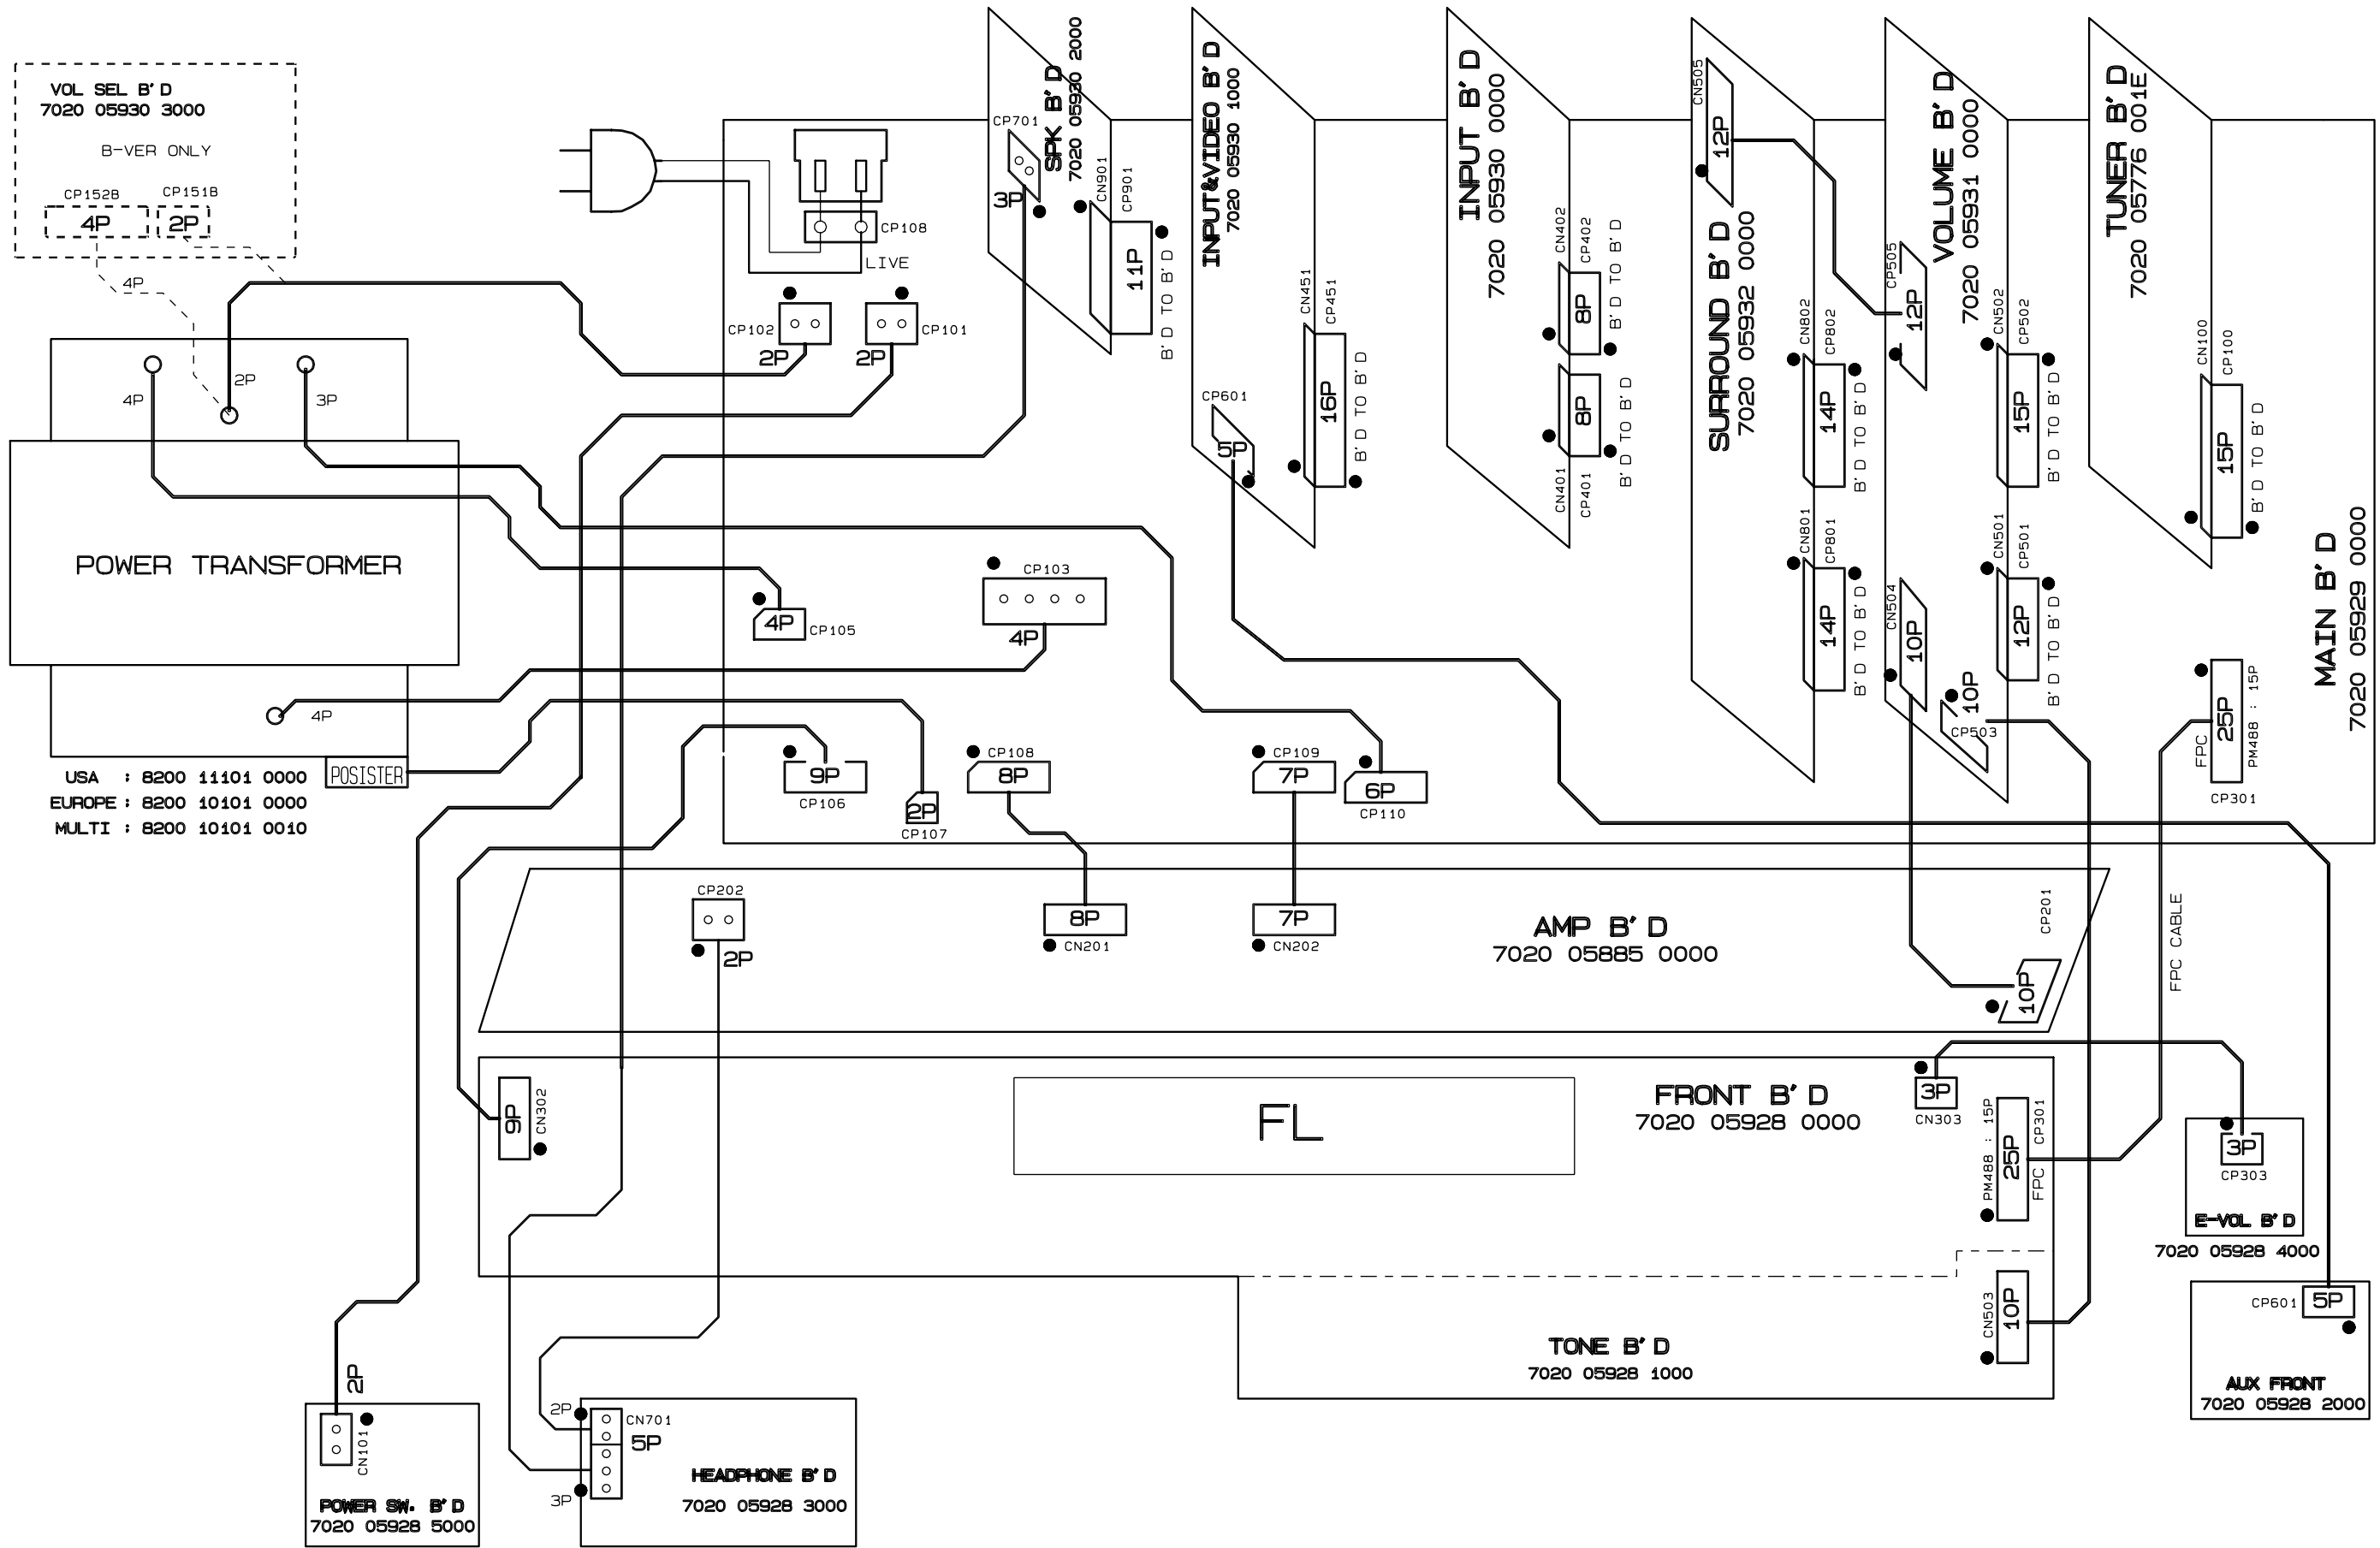 VOL SEL B'D
7020 05930 3000
B-VER ONLY
CP152B
CP151B
4P
2P
4P
2P
4P
3P
POWER TRANSFORMER
4P
POSISTER
USA : 8200 11101 0000
EUROPE : 8200 10101 0000
MULTI : 8200 10101 0010
CP108
LIVE
CP102
2P
CP101
2P
CP701
3P
SPK B'D
7020 05930 2000
CN901
CP901
11P
B'D TO B'D
INPUT&VIDEO B'D
7020 05930 1000
CP601
5P
CN451
CP451
16P
B'D TO B'D
INPUT B'D
7020 05930 0000
CN402
CP402
8P
B'D TO B'D
8P
B'D TO B'D
CN401
CP401
CN505
12P
SURROUND B'D
7020 05932 0000
CN802
CP802
14P
B'D TO B'D
CN801
CP801
14P
B'D TO B'D
VOLUME B'D
7020 05931 0000
CP505
12P
CN502
CP502
15P
B'D TO B'D
CN501
CP501
12P
B'D TO B'D
CN504
10P
10P
CP503
TUNER B'D
7020 05776 001E
CN100
CP100
15P
B'D TO B'D
MAIN B'D
7020 05929 0000
FPC
25P
PM488 : 15P
CP301
4P
CP105
CP103
4P
9P
CP106
2P
CP107
CP108
8P
CP109
7P
6P
CP110
CP202
2P
8P
CN201
7P
CN202
AMP B'D
7020 05885 0000
CP201
10P
FPC CABLE
9P
CN302
FL
FRONT B'D
7020 05928 0000
3P
CN303
PM488 : 15P
25P
CP301
FPC
3P
CP303
E-VOL B'D
7020 05928 4000
CN503
10P
TONE B'D
7020 05928 1000
CP601
5P
AUX FRONT
7020 05928 2000
2P
CN101
POWER SW. B'D
7020 05928 5000
2P
CN701
5P
3P
HEADPHONE B'D
7020 05928 3000